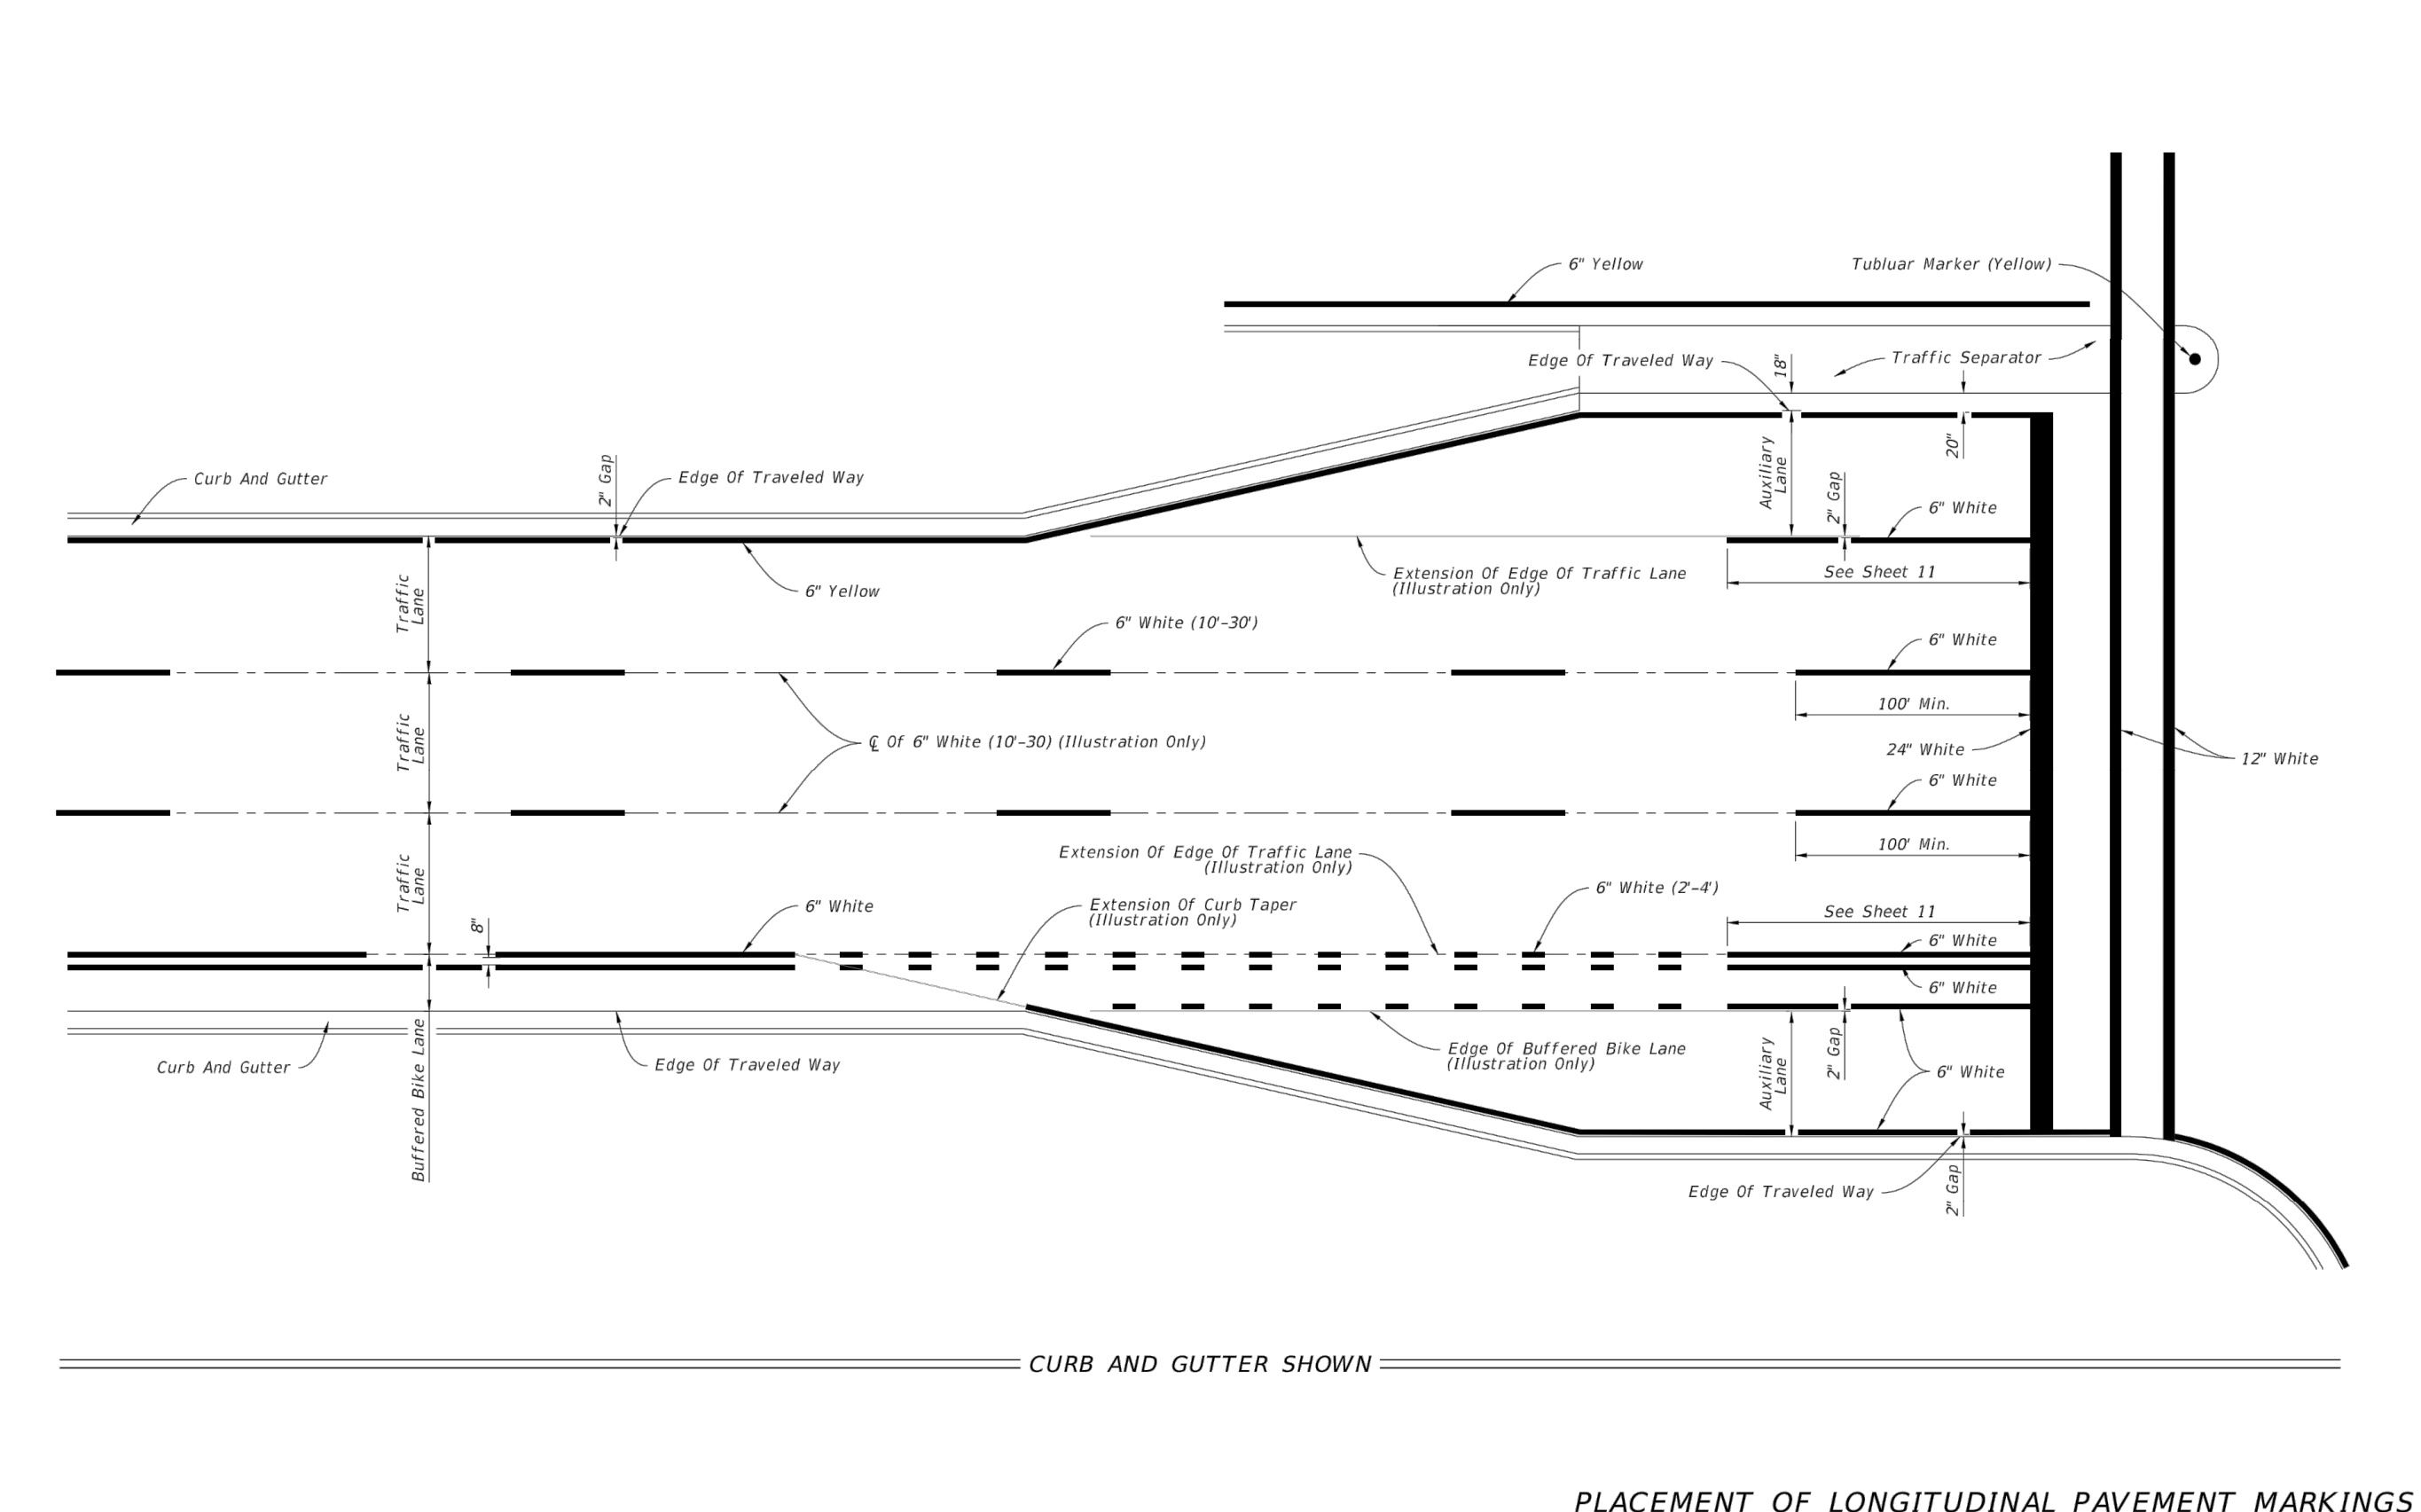 6" Yellow
Tubluar Marker (Yellow)
Edge Of Traveled Way
18"
Traffic Separator
20"
Curb And Gutter
2" Gap
Edge Of Traveled Way
Auxiliary
Lane
2" Gap
6" White
6" Yellow
Extension Of Edge Of Traffic Lane
(Illustration Only)
See Sheet 11
Traffic
Lane
6" White (10'-30')
6" White
100' Min.
Traffic
Lane
℄ Of 6" White (10'-30) (Illustration Only)
24" White
12" White
6" White
100' Min.
Traffic
Lane
Extension Of Edge Of Traffic Lane
(Illustration Only)
6" White (2'-4')
8"
6" White
Extension Of Curb Taper
(Illustration Only)
See Sheet 11
6" White
6" White
Curb And Gutter
Buffered Bike Lane
Edge Of Traveled Way
Edge Of Buffered Bike Lane
(Illustration Only)
Auxiliary
Lane
2" Gap
6" White
Edge Of Traveled Way
2" Gap
CURB AND GUTTER SHOWN
PLACEMENT OF LONGITUDINAL PAVEMENT MARKINGS